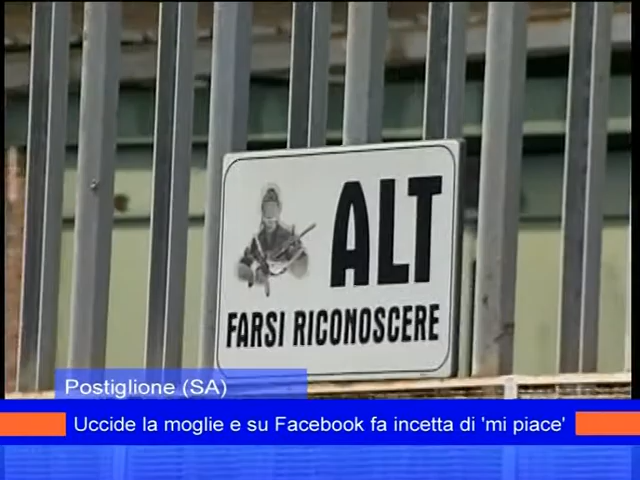 ALT
FARSI RICONOSCERE
Postiglione (SA)
Uccide la moglie e su Facebook fa incetta di 'mi piace'